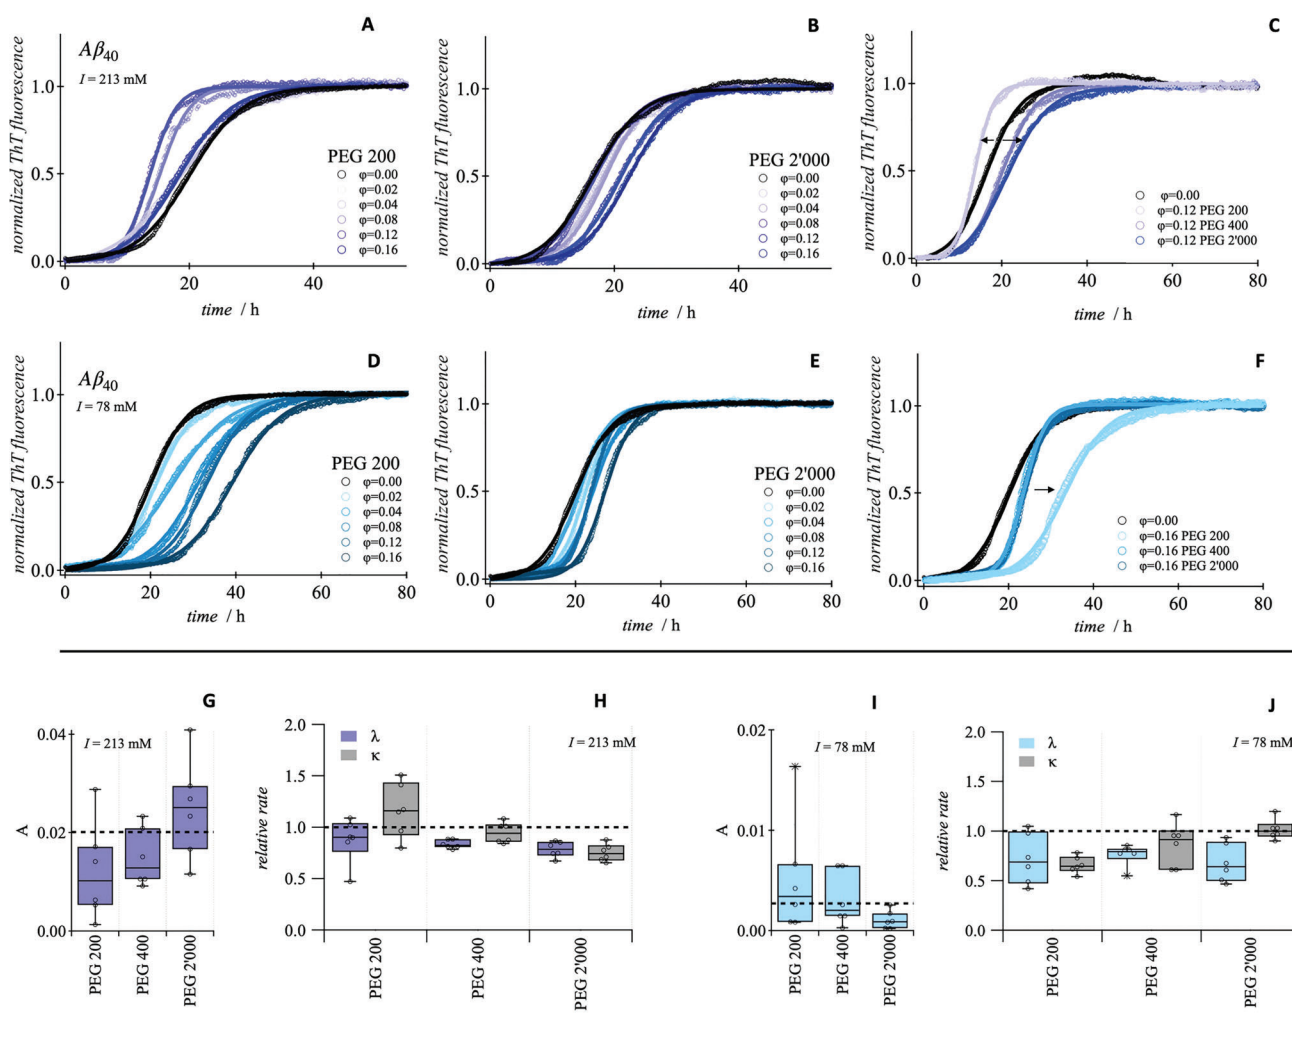 A
normalized ThT fluorescence
Aβ40
I = 213 mM
1.0
0.5
0.0
PEG 200
φ=0.00
φ=0.02
φ=0.04
φ=0.08
φ=0.12
φ=0.16
0 20 40
time / h
B
normalized ThT fluorescence
1.0
0.5
0.0
PEG 2'000
φ=0.00
φ=0.02
φ=0.04
φ=0.08
φ=0.12
φ=0.16
0 20 40
time / h
C
normalized ThT fluorescence
1.0
0.5
0.0
φ=0.00
φ=0.12 PEG 200
φ=0.12 PEG 400
φ=0.12 PEG 2'000
0 20 40 60 80
time / h
D
normalized ThT fluorescence
Aβ40
I = 78 mM
1.0
0.5
0.0
PEG 200
φ=0.00
φ=0.02
φ=0.04
φ=0.08
φ=0.12
φ=0.16
0 20 40 60 80
time / h
E
normalized ThT fluorescence
1.0
0.5
0.0
PEG 2'000
φ=0.00
φ=0.02
φ=0.04
φ=0.08
φ=0.12
φ=0.16
0 20 40 60 80
time / h
F
normalized ThT fluorescence
1.0
0.5
0.0
φ=0.00
φ=0.16 PEG 200
φ=0.16 PEG 400
φ=0.16 PEG 2'000
0 20 40 60 80
time / h
G
I = 213 mM
A
0.04
0.02
0.00
PEG 200
PEG 400
PEG 2'000
H
λ
κ
I = 213 mM
relative rate
2.0
1.5
1.0
0.5
0.0
PEG 200
PEG 400
PEG 2'000
I
I = 78 mM
A
0.02
0.01
0.00
PEG 200
PEG 400
PEG 2'000
J
λ
κ
I = 78 mM
relative rate
2.0
1.5
1.0
0.5
0.0
PEG 200
PEG 400
PEG 2'000